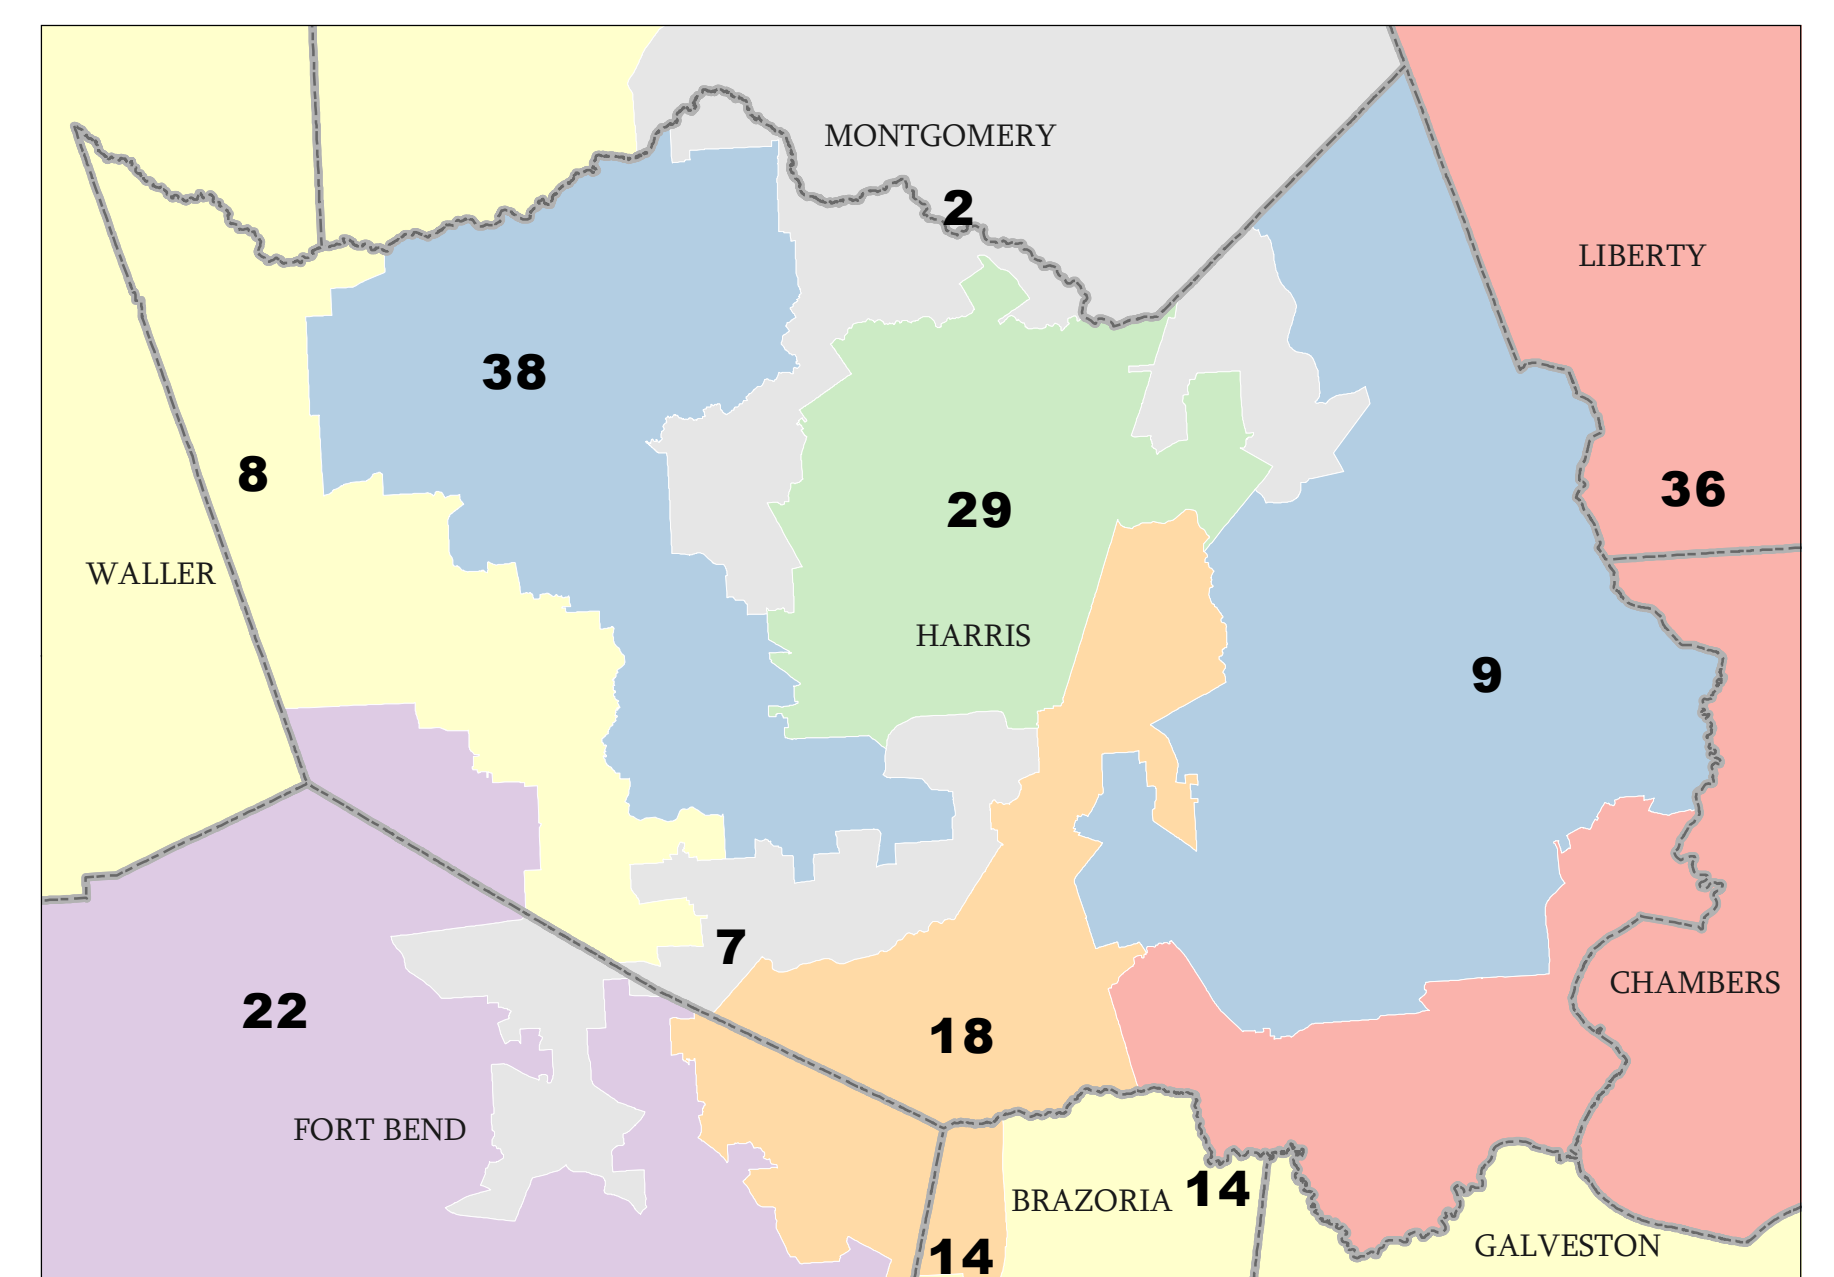 MONTGOMERY
2
LIBERTY
38
8
36
29
WALLER
HARRIS
9
7
CHAMBERS
22
18
FORT BEND
14
BRAZORIA
GALVESTON
14